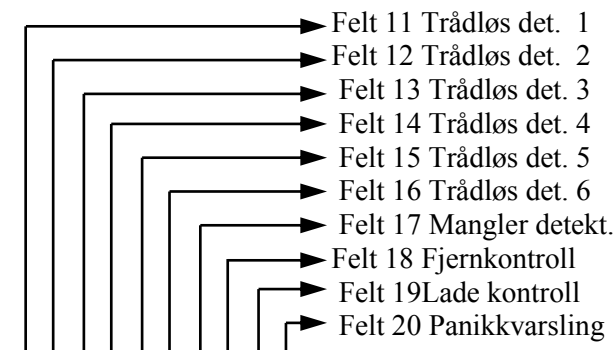 Felt 11 Trådløs det. 1
Felt 12 Trådløs det. 2
Felt 13 Trådløs det. 3
Felt 14 Trådløs det. 4
Felt 15 Trådløs det. 5
Felt 16 Trådløs det. 6
Felt 17 Mangler detekt.
Felt 18 Fjernkontroll
Felt 19Lade kontroll
Felt 20 Panikkvarsling